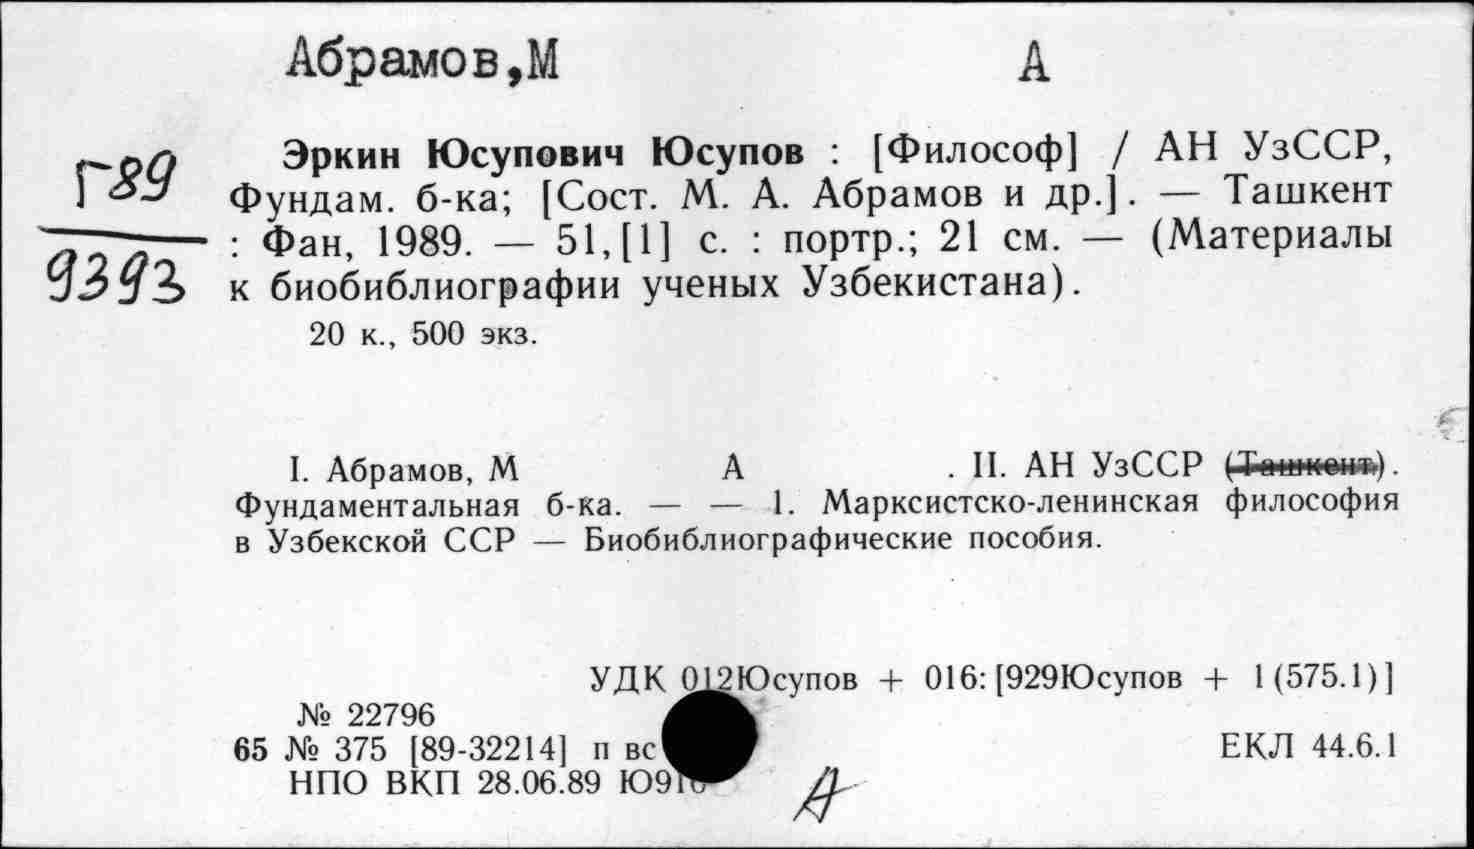 Абрамов,М А
Г89
9393
Эркин Юсупович Юсупов : [Философ] / АН УзССР,
Фундам. б-ка; [Сост. М. А. Абрамов и др.]. — Ташкент
: Фан, 1989. — 51,[1] с. : портр.; 21 см. — (Материалы
к биобиблиографии ученых Узбекистана).
20 к., 500 экз.
I. Абрамов, М А . II. АН УзССР (Ташкент).
Фундаментальная б-ка. — — 1. Марксистско-ленинская философия
в Узбекской ССР — Биобиблиографические пособия.
УДК 012Юсупов + 016:[929Юсупов + 1(575.1)]
№ 22796
65 № 375 [89-32214] п вс ЕКЛ 44.6.1
НПО ВКП 28.06.89 Ю916
А